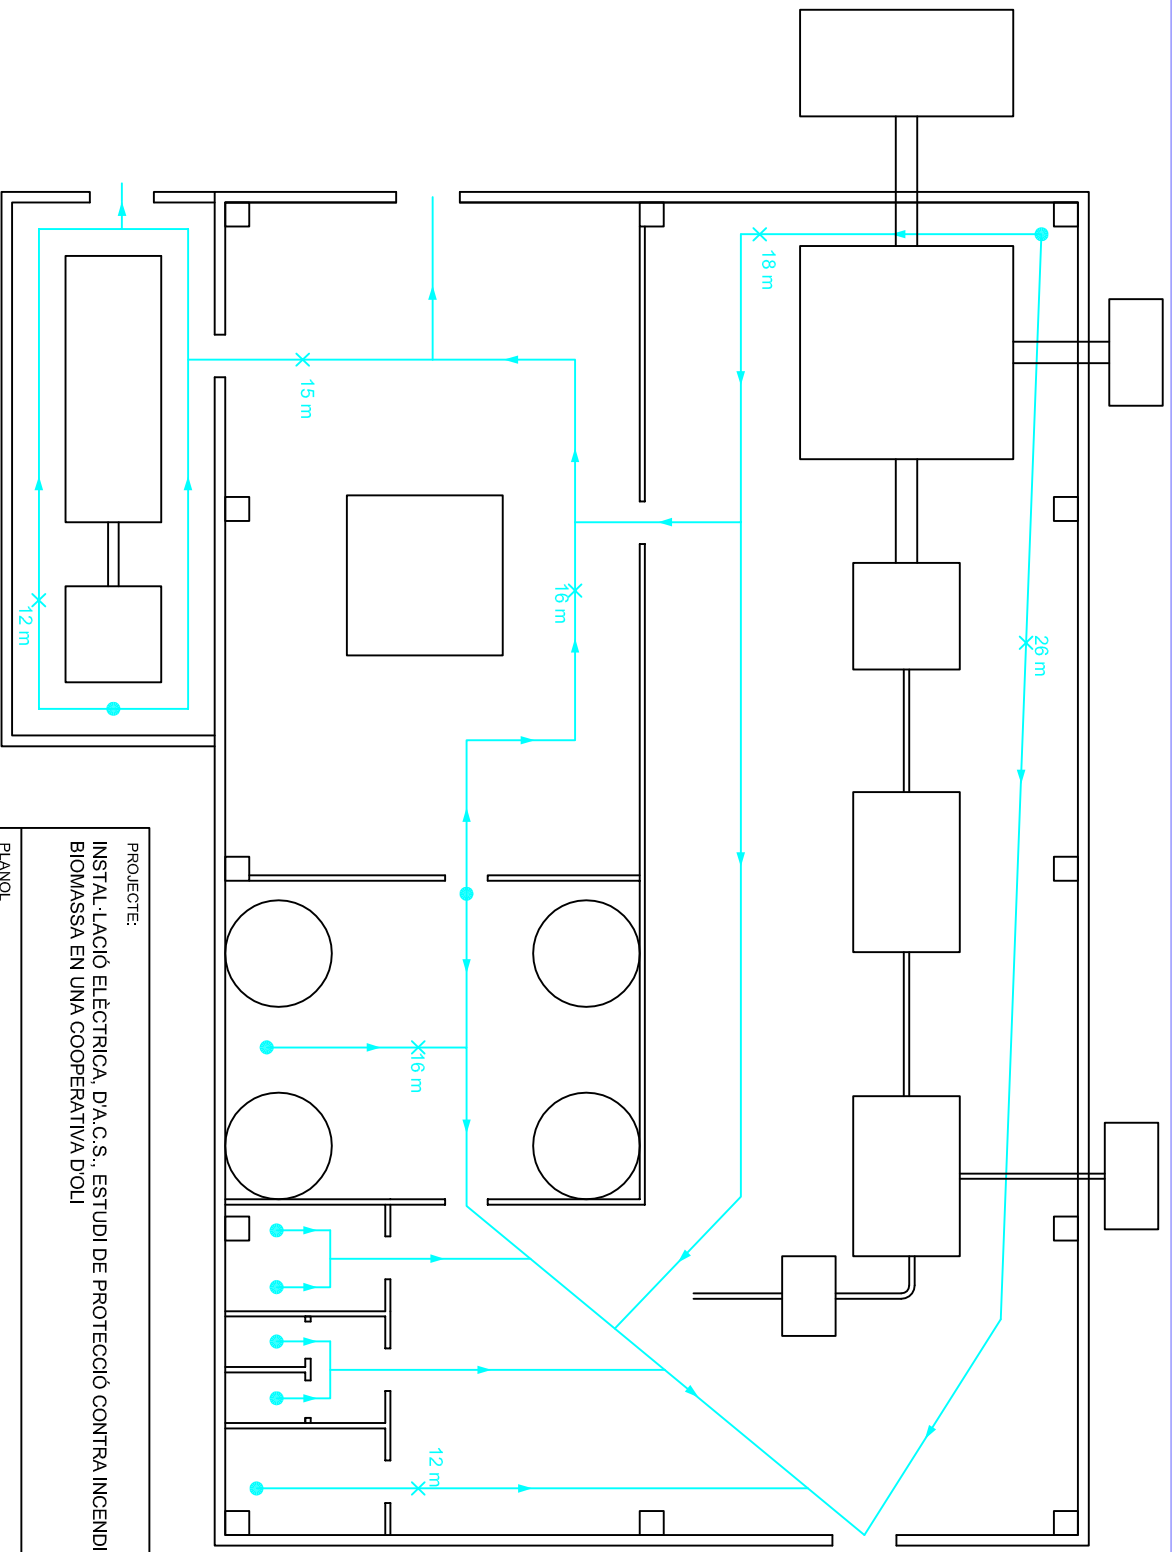 18 m
26 m
15 m
16 m
12 m
16 m
12 m
PROJECTE:
INSTAL·LACIÓ ELÈCTRICA, D'A.C.S., ESTUDI DE PROTECCIÓ CONTRA INCENDI
BIOMASSA EN UNA COOPERATIVA D'OLI
PLANOL